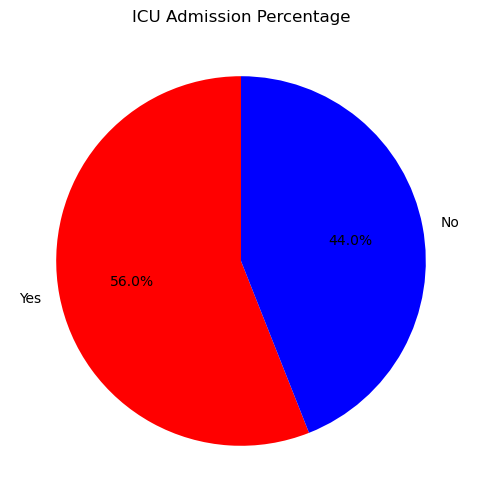 ICU Admission Percentage
No
44.0%
56.0%
Yes